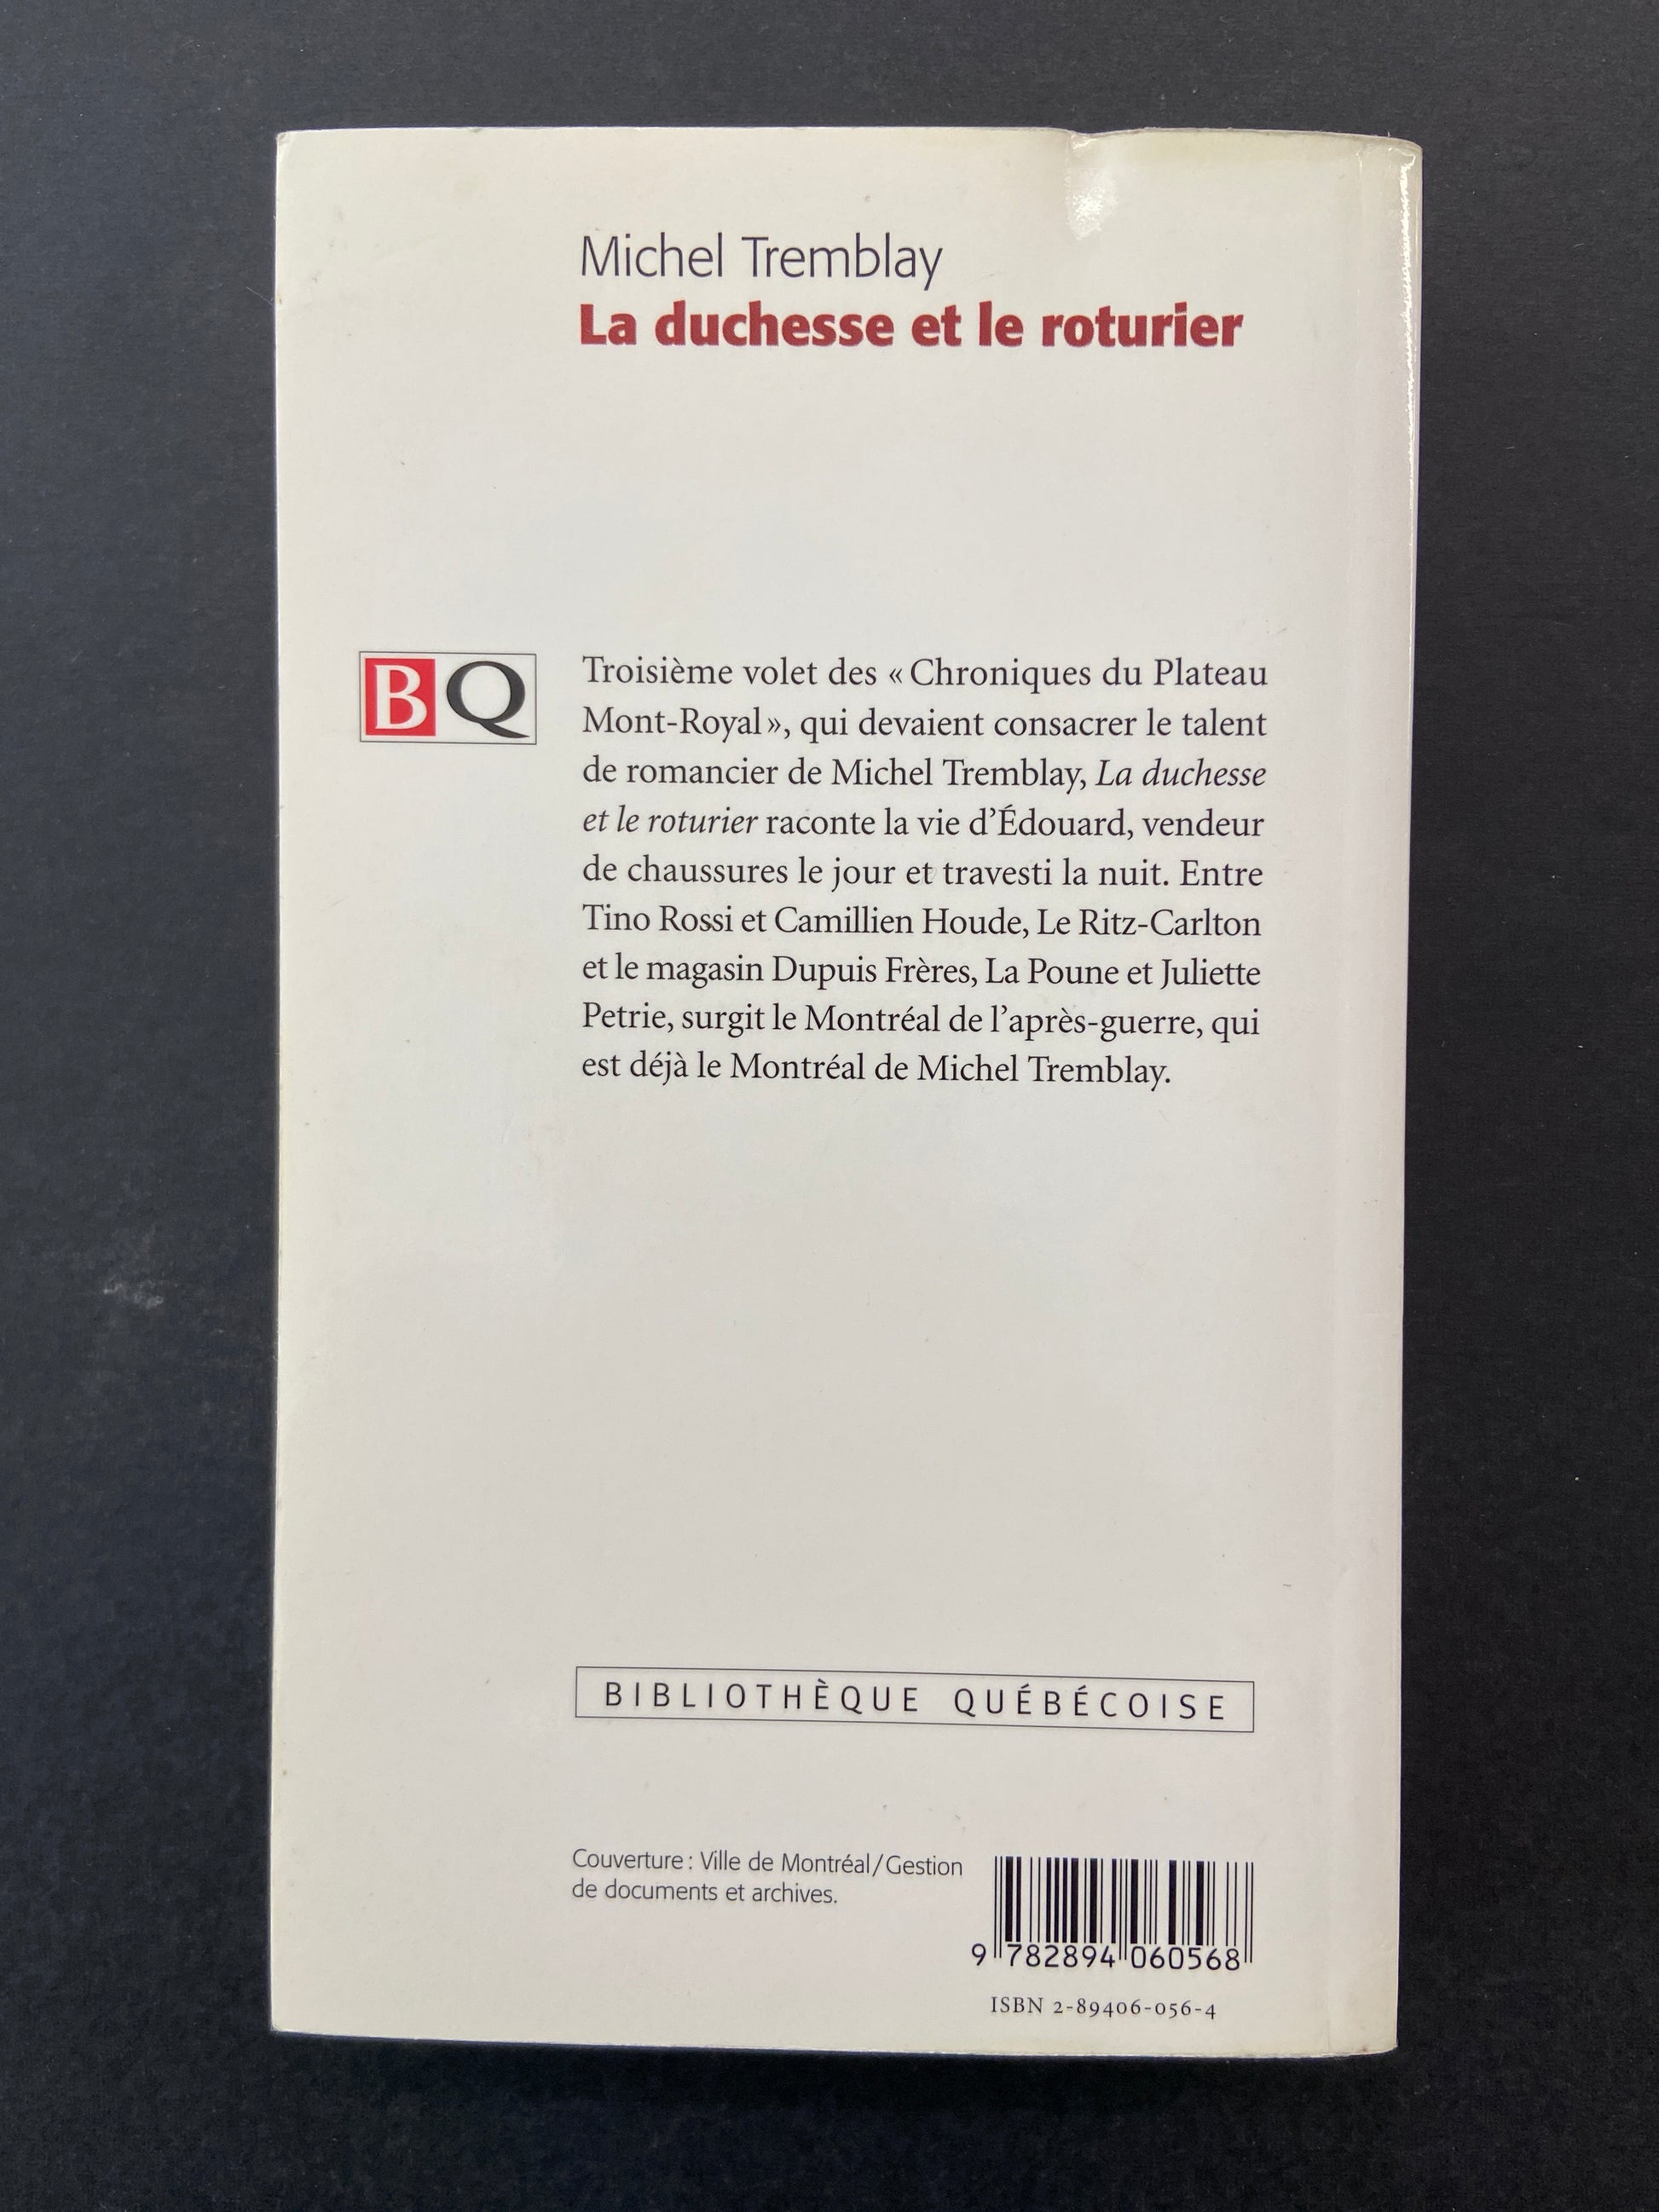 Michel Tremblay
La duchesse et le roturier
BQ
Troisième volet des « Chroniques du Plateau
Mont-Royal », qui devaient consacrer le talent
de romancier de Michel Tremblay, La duchesse
et le roturier raconte la vie d’Édouard, vendeur
de chaussures le jour et travesti la nuit. Entre
Tino Rossi et Camillien Houde, Le Ritz-Carlton
et le magasin Dupuis Frères, La Poune et Juliette
Petrie, surgit le Montréal de l’après-guerre, qui
est déjà le Montréal de Michel Tremblay.
BIBLIOTHÈQUE QUÉBÉCOISE
Couverture : Ville de Montréal/Gestion
de documents et archives.
9 782894 060568
ISBN 2-89406-056-4